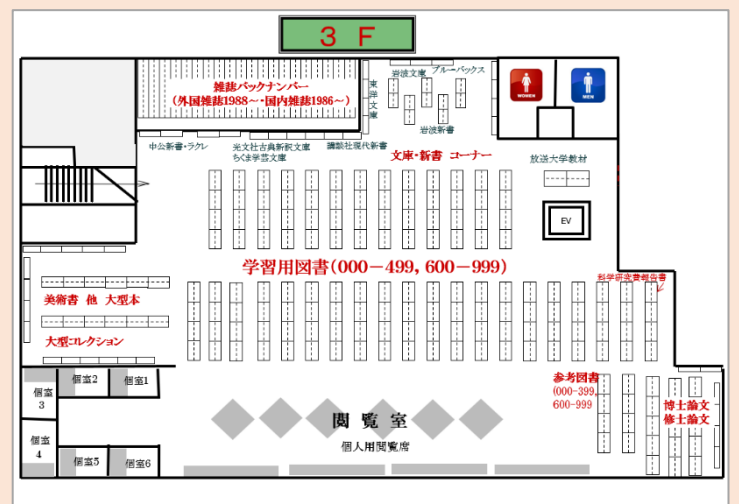 3 F
雑誌バックナンバー
(外国雑誌1988～・国内雑誌1986～)
東洋文庫
岩波文庫
ブルーバックス
岩波新書
WOMEN
MEN
中公新書・ラクレ
光文社古典新訳文庫
ちくま学芸文庫
講談社現代新書
文庫・新書 コーナー
放送大学教材
EV
学習用図書(000－499, 600－999)
科学研究費報告書
美術書 他 大型本
大型コレクション
個室1
個室2
個室
3
個室
4
個室5
個室6
閲 覧 室
個人用閲覧席
参考図書
(000-399,
600-999
博士論文
修士論文